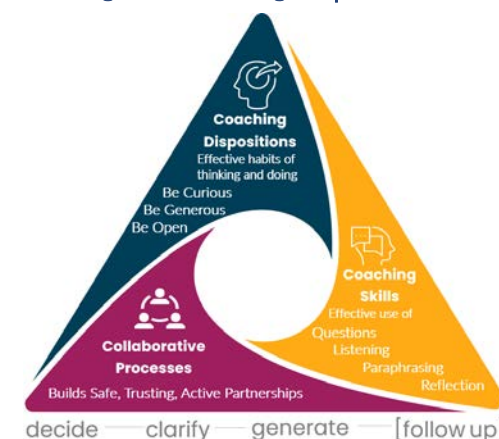 Coaching
Dispositions
Effective habits of
thinking and doing
Be Curious
Be Generous
Be Open
Coaching
Skills
Effective use of
Questions
Listening
Paraphrasing
Reflection
Collaborative
Processes
Builds Safe, Trusting, Active Partnerships
decide clarify generate [follow up